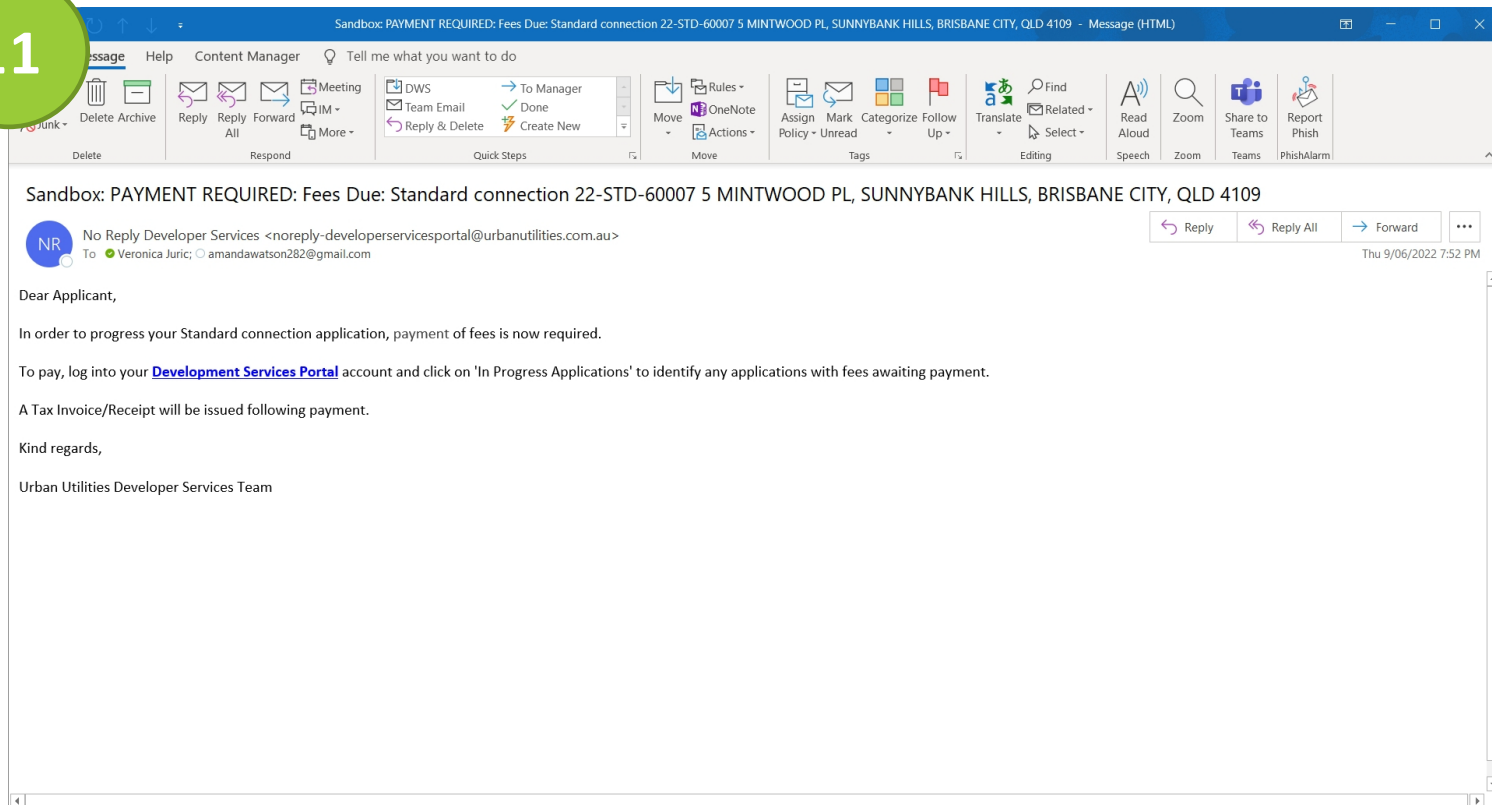 Sandbox: PAYMENT REQUIRED: Fees Due: Standard connection 22-STD-60007 5 MINTWOOD PL, SUNNYBANK HILLS, BRISBANE CITY, QLD 4109 - Message (HTML)
Help Content Manager Tell me what you want to do
Delete Archive Reply Reply All Forward Meeting IM More
DWS To Manager
Team Email Done
Reply & Delete Create New
Move Rules OneNote Actions
Assign Policy Mark Unread Categorize Follow Up
Translate Find Related Select
Read Aloud Zoom Share to Teams Report Phish
Junk
Delete Respond Quick Steps Move Tags Editing Speech Zoom Teams PhishAlarm
Sandbox: PAYMENT REQUIRED: Fees Due: Standard connection 22-STD-60007 5 MINTWOOD PL, SUNNYBANK HILLS, BRISBANE CITY, QLD 4109
NR
No Reply Developer Services <noreply-developerservicesportal@urbanutilities.com.au>
To Veronica Juric; amandawatson282@gmail.com
Reply Reply All Forward
Thu 9/06/2022 7:52 PM
Dear Applicant,
In order to progress your Standard connection application, payment of fees is now required.
To pay, log into your Development Services Portal account and click on 'In Progress Applications' to identify any applications with fees awaiting payment.
A Tax Invoice/Receipt will be issued following payment.
Kind regards,
Urban Utilities Developer Services Team